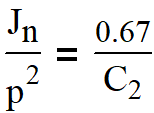 Jn / p² = 0.67 / C₂